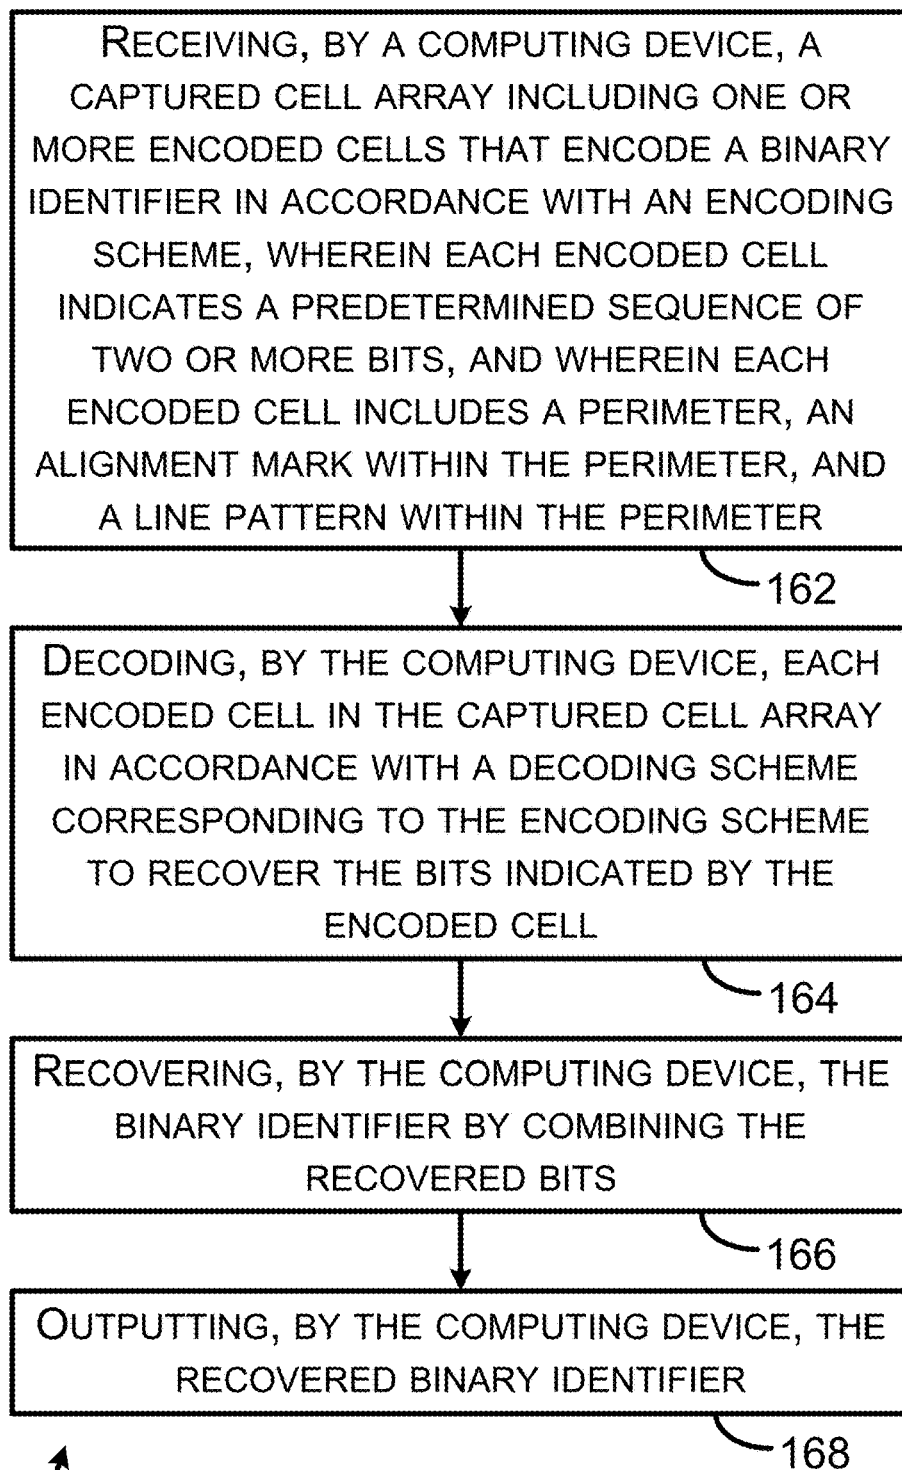 RECEIVING, BY A COMPUTING DEVICE, A
CAPTURED CELL ARRAY INCLUDING ONE OR
MORE ENCODED CELLS THAT ENCODE A BINARY
IDENTIFIER IN ACCORDANCE WITH AN ENCODING
SCHEME, WHEREIN EACH ENCODED CELL
INDICATES A PREDETERMINED SEQUENCE OF
TWO OR MORE BITS, AND WHEREIN EACH
ENCODED CELL INCLUDES A PERIMETER, AN
ALIGNMENT MARK WITHIN THE PERIMETER, AND
A LINE PATTERN WITHIN THE PERIMETER
162
DECODING, BY THE COMPUTING DEVICE, EACH
ENCODED CELL IN THE CAPTURED CELL ARRAY
IN ACCORDANCE WITH A DECODING SCHEME
CORRESPONDING TO THE ENCODING SCHEME
TO RECOVER THE BITS INDICATED BY THE
ENCODED CELL
164
RECOVERING, BY THE COMPUTING DEVICE, THE
BINARY IDENTIFIER BY COMBINING THE
RECOVERED BITS
166
OUTPUTTING, BY THE COMPUTING DEVICE, THE
RECOVERED BINARY IDENTIFIER
168